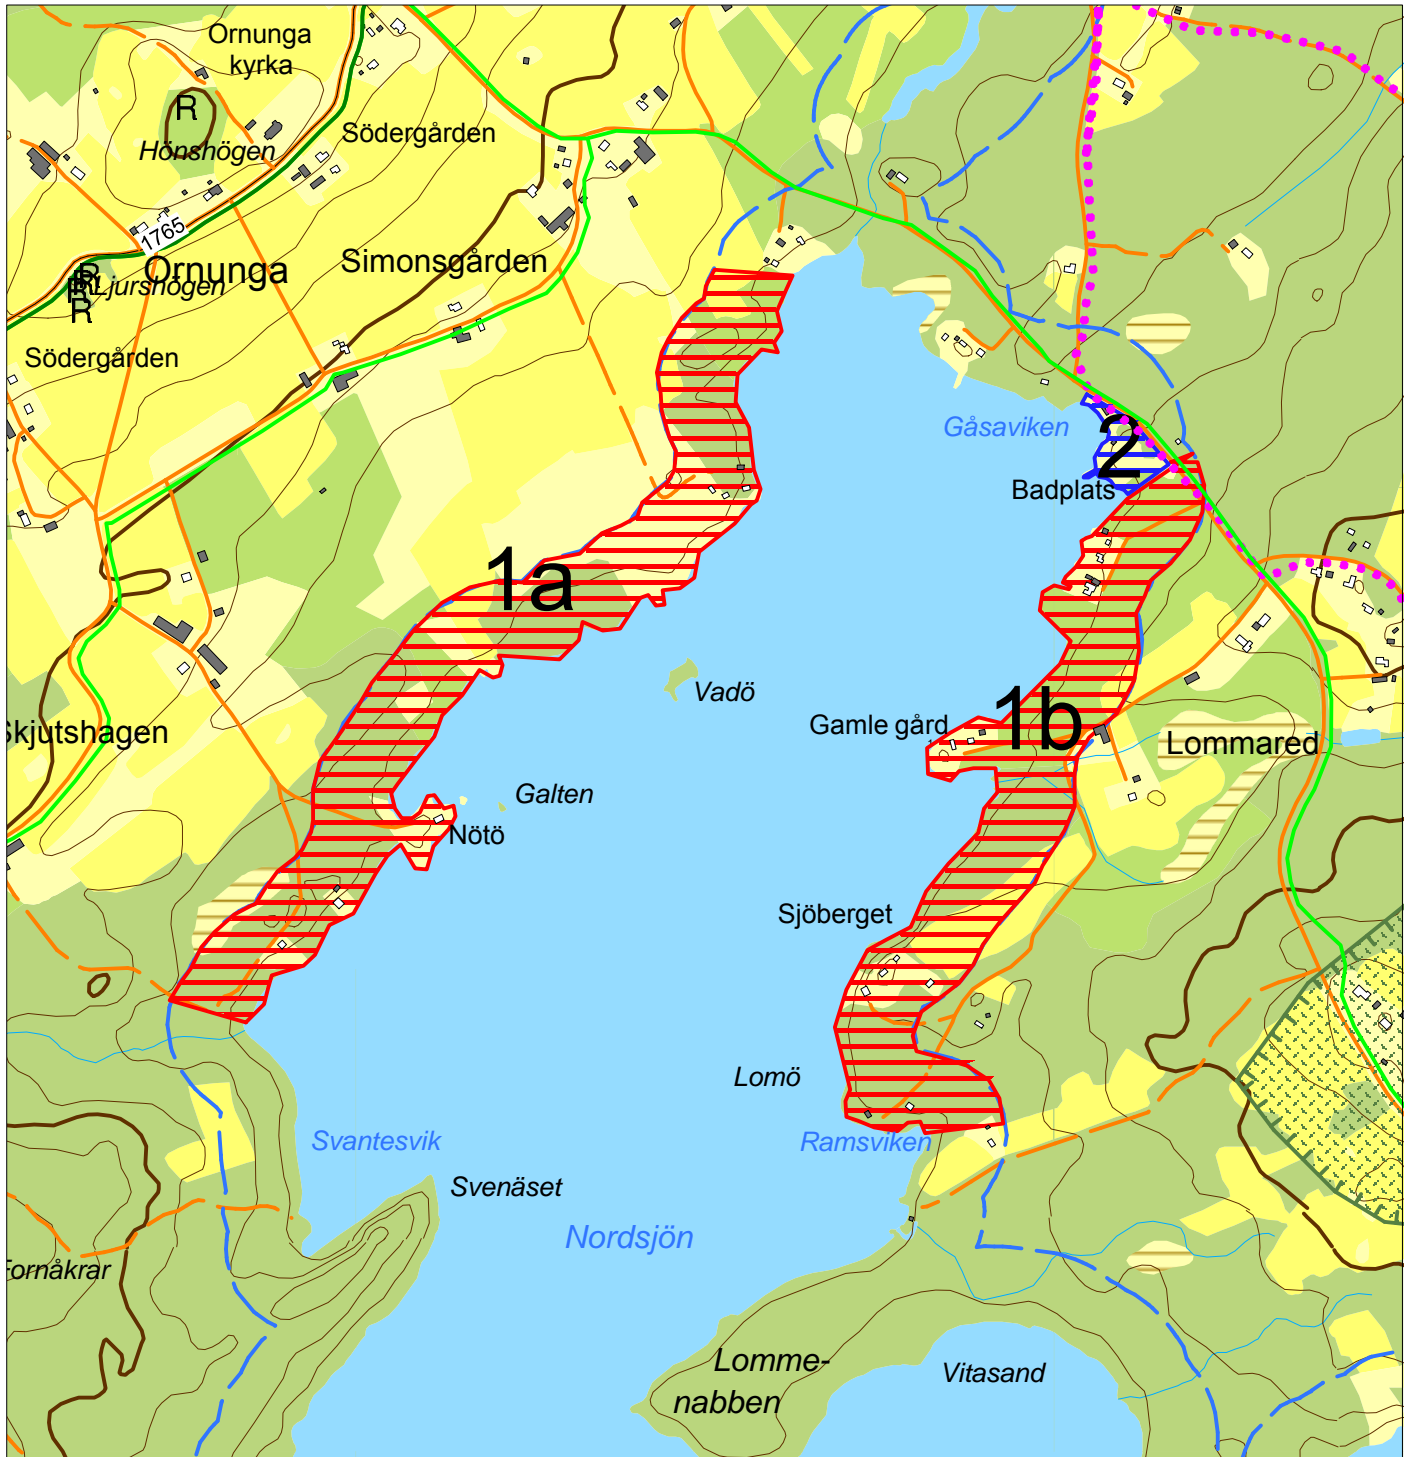 Ornunga
kyrka
R
Hönshögen
Södergården
1765
Ornunga
Simonsgården
R
R
R
R
Ljurshögen
Södergården
Gåsaviken
2
Badplats
1a
Vadö
1b
Gamle gård
Skjutshagen
Lommared
Galten
Nötö
Sjöberget
Lomö
Svantesvik
Ramsviken
Svenäset
Nordsjön
Fornåkrar
Lomme-
nabben
Vitasand